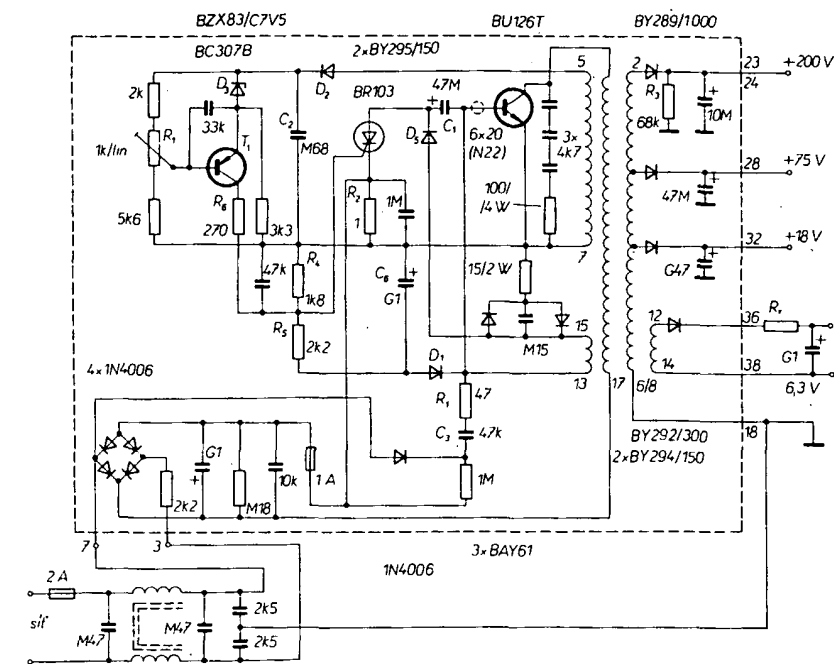 BZX83/C7V5
BU126T
BY289/1000
BC307B
2×BY295/150
5
2
23
24
+200 V
D3
D2
47M
BR103
2k
33k
C2
M68
C1
R3
68k
10M
R1
1k/lin
T1
D5
6×20
(N22)
3×
4k7
28
+75 V
R6
270
3k3
R2
1
1M
100/
/4 W
47M
5k6
7
32
+18 V
47k
R4
1k8
C6
G1
15/2 W
G47
R5
2k2
M15
15
12
36
Rr
D1
13
14
38
G1
4×1N4006
R1
47
17
6/8
6,3 V
C3
47k
18
BY292/300
2×BY294/150
G1
10k
1 A
1M
2k2
M18
7
3
3×BAY61
1N4006
2 A
2k5
síť
M47
M47
2k5